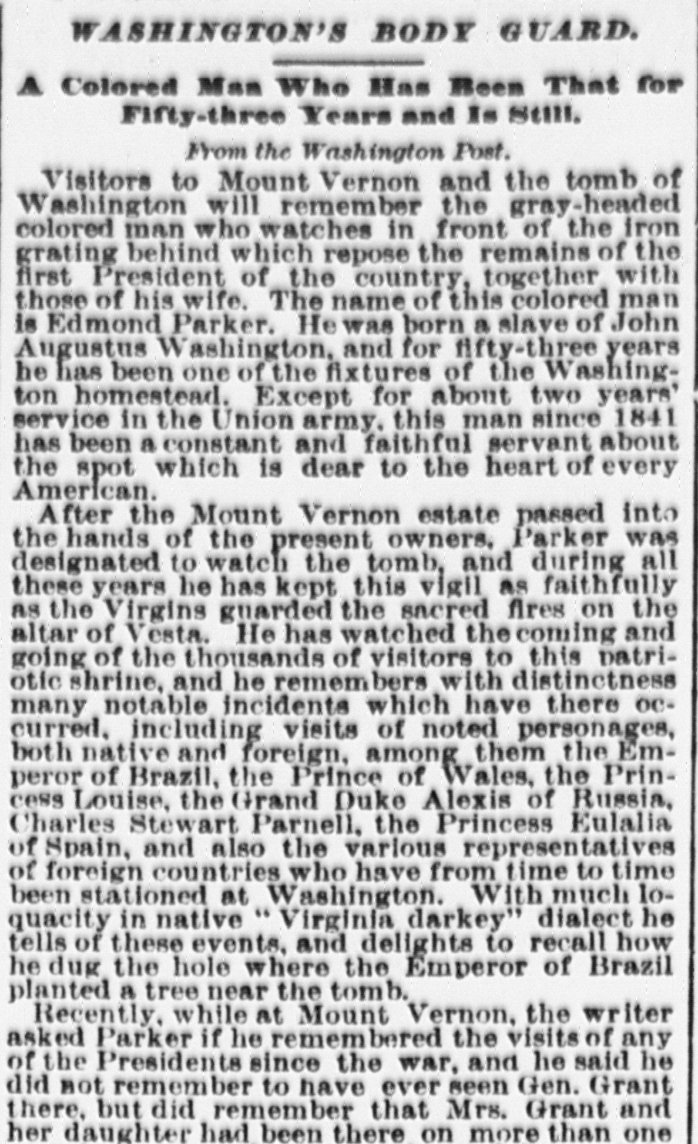 WASHINGTON'S BODY GUARD.
A Colored Man Who Has Been That for
Fifty-three Years and Is Still.
From the Washington Post.
Visitors to Mount Vernon and the tomb of
Washington will remember the gray-headed
colored man who watches in front of the iron
grating behind which repose the remains of the
first President of the country, together with
those of his wife. The name of this colored man
is Edmond Parker. He was born a slave of John
Augustus Washington, and for fifty-three years
he has been one of the fixtures of the Washing-
ton homestead. Except for about two years'
service in the Union army, this man since 1841
has been a constant and faithful servant about
the spot which is dear to the heart of every
American.
After the Mount Vernon estate passed into
the hands of the present owners, Parker was
designated to watch the tomb, and during all
these years he has kept this vigil as faithfully
as the Virgins guarded the sacred fires on the
altar of Vesta. He has watched the coming and
going of the thousands of visitors to this patri-
otic shrine, and he remembers with distinctness
many notable incidents which have there oc-
curred, including visits of noted personages,
both native and foreign, among them the Em-
peror of Brazil, the Prince of Wales, the Prin-
cess Louise, the Grand Duke Alexis of Russia,
Charles Stewart Parnell, the Princess Eulalia
of Spain, and also the various representatives
of foreign countries who have from time to time
been stationed at Washington. With much lo-
quacity in native "Virginia darkey" dialect he
tells of these events, and delights to recall how
he dug the hole where the Emperor of Brazil
planted a tree near the tomb.
Recently, while at Mount Vernon, the writer
asked Parker if he remembered the visits of any
of the Presidents since the war, and he said he
did not remember to have ever seen Gen. Grant
there, but did remember that Mrs. Grant and
her daughter had been there on more than one